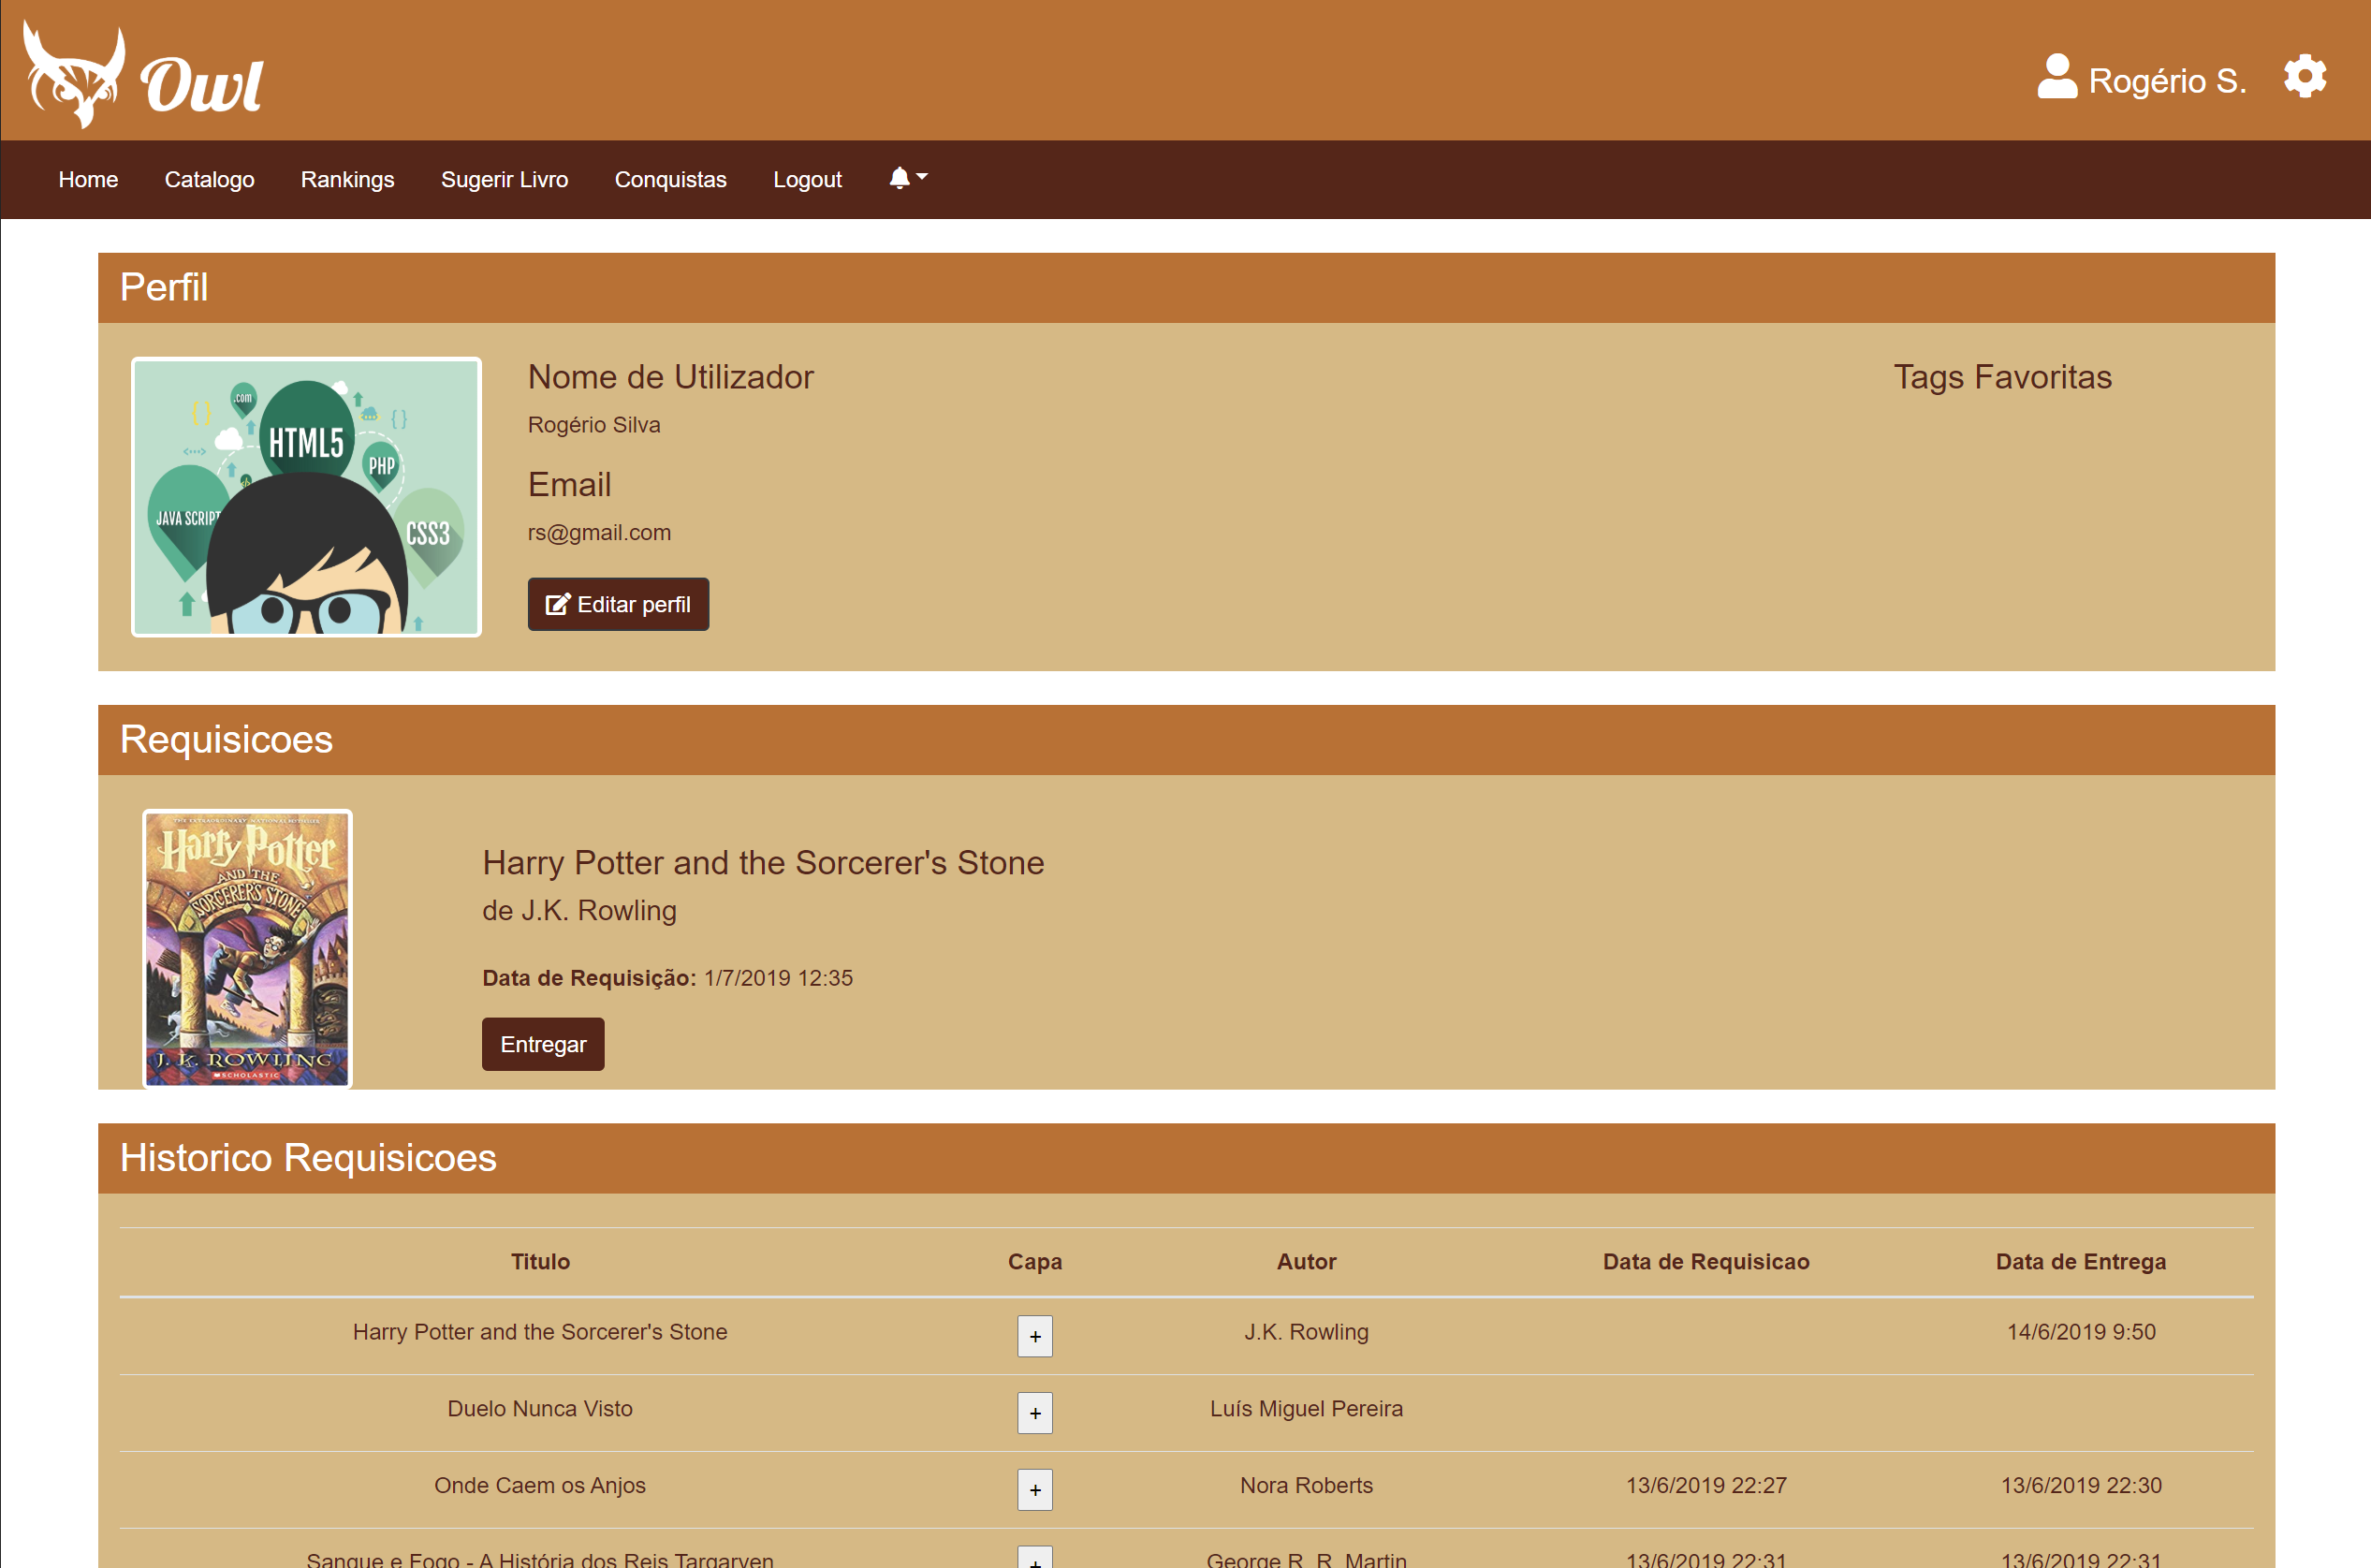 Owl
Rogério S.
Home Catalogo Rankings Sugerir Livro Conquistas Logout
Perfil
.com
HTML5
PHP
JAVA SCRIPT
CSS3
Nome de Utilizador
Rogério Silva
Email
rs@gmail.com
Editar perfil
Tags Favoritas
Requisicoes
Harry Potter
AND THE
SORCERER'S STONE
J. K. ROWLING
SCHOLASTIC
Harry Potter and the Sorcerer's Stone
de J.K. Rowling
Data de Requisição: 1/7/2019 12:35
Entregar
Historico Requisicoes
Titulo Capa Autor Data de Requisicao Data de Entrega
Harry Potter and the Sorcerer's Stone + J.K. Rowling 14/6/2019 9:50
Duelo Nunca Visto + Luís Miguel Pereira
Onde Caem os Anjos + Nora Roberts 13/6/2019 22:27 13/6/2019 22:30
Sangue e Fogo - A História dos Reis Targaryen + George R. R. Martin 13/6/2019 22:31 13/6/2019 22:31